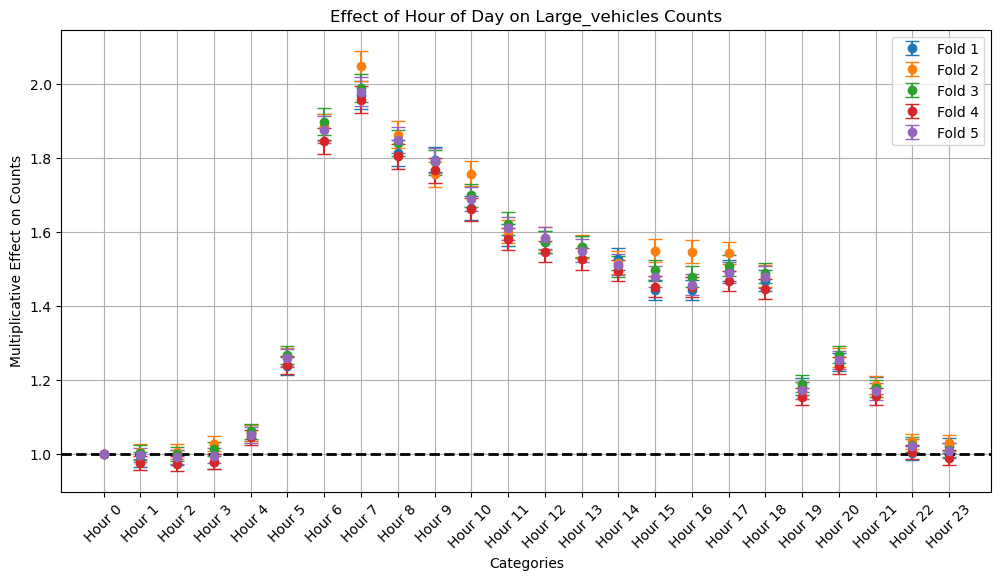 Effect of Hour of Day on Large_vehicles Counts
Multiplicative Effect on Counts
2.0
1.8
1.6
1.4
1.2
1.0
Fold 1
Fold 2
Fold 3
Fold 4
Fold 5
Hour 0
Hour 1
Hour 2
Hour 3
Hour 4
Hour 5
Hour 6
Hour 7
Hour 8
Hour 9
Hour 10
Hour 11
Hour 12
Hour 13
Hour 14
Hour 15
Hour 16
Hour 17
Hour 18
Hour 19
Hour 20
Hour 21
Hour 22
Hour 23
Categories